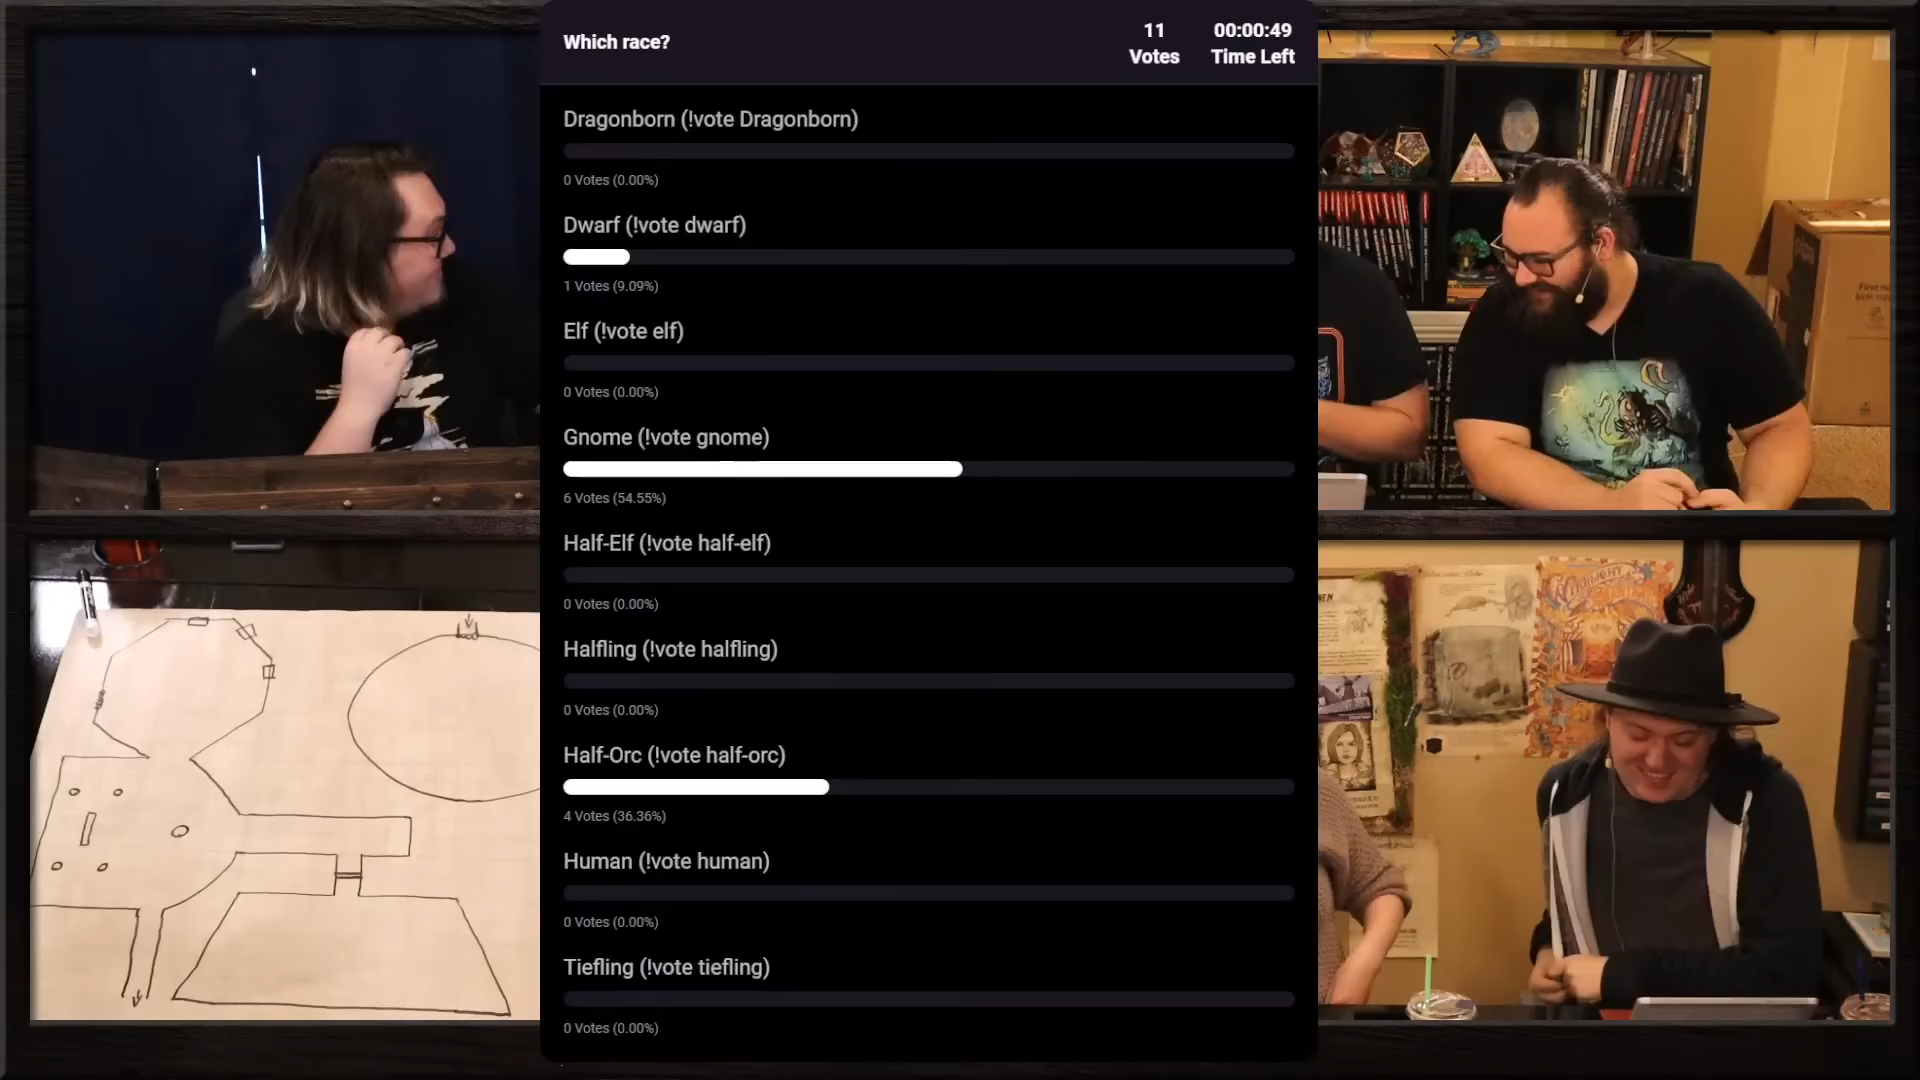 Which race?
11
Votes
00:00:49
Time Left
Dragonborn (!vote Dragonborn)
0 Votes (0.00%)
Dwarf (!vote dwarf)
1 Votes (9.09%)
Elf (!vote elf)
0 Votes (0.00%)
Gnome (!vote gnome)
6 Votes (54.55%)
Half-Elf (!vote half-elf)
0 Votes (0.00%)
Halfling (!vote halfling)
0 Votes (0.00%)
Half-Orc (!vote half-orc)
4 Votes (36.36%)
Human (!vote human)
0 Votes (0.00%)
Tiefling (!vote tiefling)
0 Votes (0.00%)